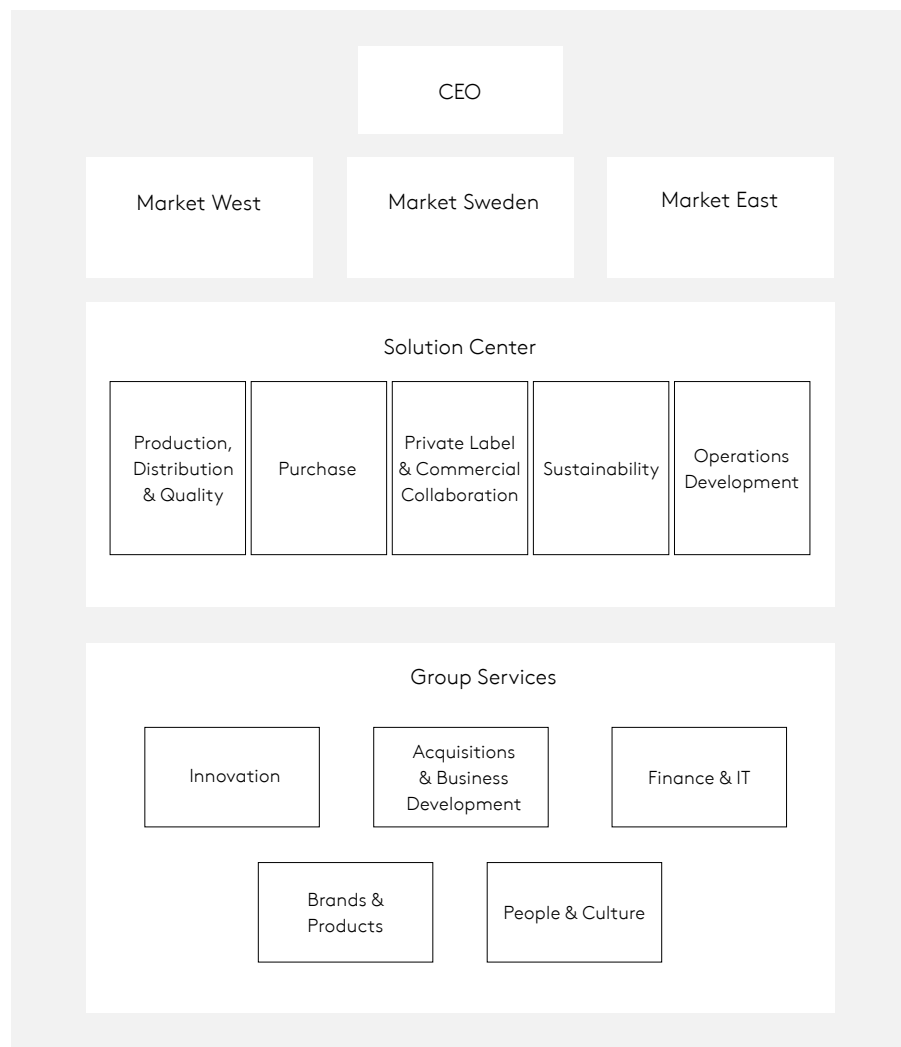 CEO
Market West
Market Sweden
Market East
Solution Center
Production,
Distribution
& Quality
Purchase
Private Label
& Commercial
Collaboration
Sustainability
Operations
Development
Group Services
Innovation
Acquisitions
& Business
Development
Finance & IT
Brands &
Products
People & Culture